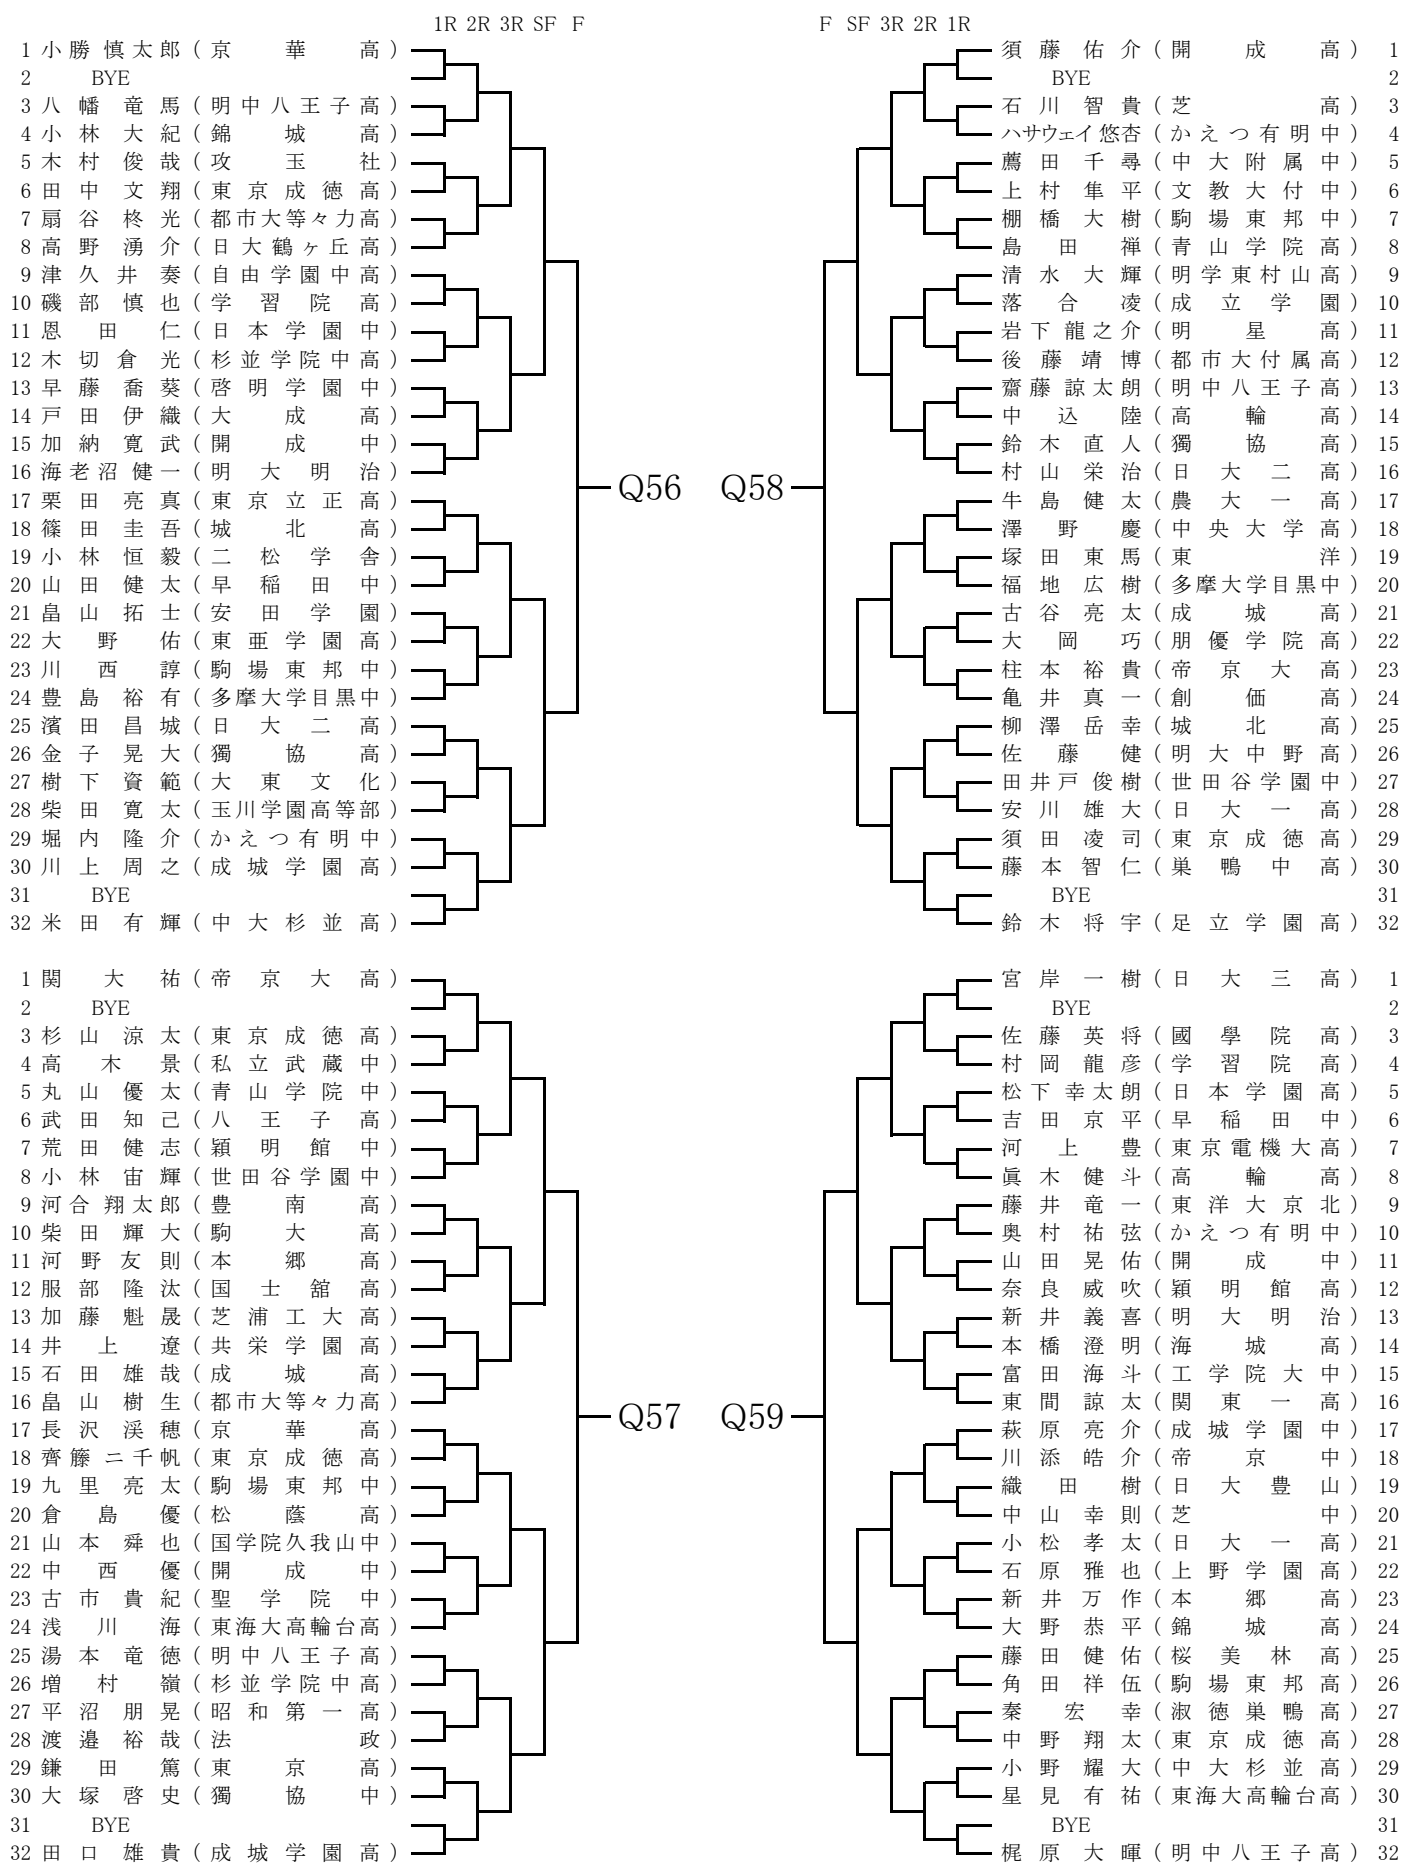 1R 2R 3R SF F
1 小勝慎太郎(京華高)
2 BYE
3 八幡竜馬(明中八王子高)
4 小林大紀(錦城高)
5 木村俊哉(攻玉社)
6 田中文翔(東京成徳高)
7 扇谷柊光(都市大等々力高)
8 高野湧介(日大鶴ヶ丘高)
9 津久井奏(自由学園中高)
10 磯部慎也(学習院高)
11 恩田仁(日本学園中)
12 木切倉光(杉並学院中高)
13 早藤喬葵(啓明学園中)
14 戸田伊織(大成高)
15 加納寛武(開成中)
16 海老沼健一(明大明治)
17 栗田亮真(東京立正高)
18 篠田圭吾(城北高)
19 小林恒毅(二松学舎)
20 山田健太(早稲田中)
21 畠山拓士(安田学園)
22 大野佑(東亜学園高)
23 川西諄(駒場東邦中)
24 豊島裕有(多摩大学目黒中)
25 濱田昌城(日大二高)
26 金子晃大(獨協高)
27 樹下資範(大東文化)
28 柴田寛太(玉川学園高等部)
29 堀内隆介(かえつ有明中)
30 川上周之(成城学園高)
31 BYE
32 米田有輝(中大杉並高)
Q56
F SF 3R 2R 1R
須藤佑介(開成高) 1
BYE 2
石川智貴(芝高) 3
ハサウェイ悠杏(かえつ有明中) 4
薦田千尋(中大附属中) 5
上村隼平(文教大付中) 6
棚橋大樹(駒場東邦中) 7
島田禅(青山学院高) 8
清水大輝(明学東村山高) 9
落合凌(成立学園) 10
岩下龍之介(明星高) 11
後藤靖博(都市大付属高) 12
齋藤諒太朗(明中八王子高) 13
中込陸(高輪高) 14
鈴木直人(獨協高) 15
村山栄治(日大二高) 16
牛島健太(農大一高) 17
澤野慶(中央大学高) 18
塚田東馬(東洋) 19
福地広樹(多摩大学目黒中) 20
古谷亮太(成城高) 21
大岡巧(朋優学院高) 22
柱本裕貴(帝京大高) 23
亀井真一(創価高) 24
柳澤岳幸(城北高) 25
佐藤健(明大中野高) 26
田井戸俊樹(世田谷学園中) 27
安川雄大(日大一高) 28
須田凌司(東京成徳高) 29
藤本智仁(巣鴨中高) 30
BYE 31
鈴木将宇(足立学園高) 32
Q58
1 関大祐(帝京大高)
2 BYE
3 杉山涼太(東京成徳高)
4 高木景(私立武蔵中)
5 丸山優太(青山学院中)
6 武田知己(八王子高)
7 荒田健志(穎明館中)
8 小林宙輝(世田谷学園中)
9 河合翔太郎(豊南高)
10 柴田輝大(駒大高)
11 河野友則(本郷高)
12 服部隆汰(国士舘高)
13 加藤魁晟(芝浦工大高)
14 井上遼(共栄学園高)
15 石田雄哉(成城高)
16 畠山樹生(都市大等々力高)
17 長沢渓穂(京華高)
18 齊籐ニ千帆(東京成徳高)
19 九里亮太(駒場東邦中)
20 倉島優(松蔭高)
21 山本舜也(国学院久我山中)
22 中西優(開成中)
23 古市貴紀(聖学院中)
24 浅川海(東海大高輪台高)
25 湯本竜徳(明中八王子高)
26 増村嶺(杉並学院中高)
27 平沼朋晃(昭和第一高)
28 渡邉裕哉(法政)
29 鎌田篤(東京高)
30 大塚啓史(獨協中)
31 BYE
32 田口雄貴(成城学園高)
Q57
宮岸一樹(日大三高) 1
BYE 2
佐藤英将(國學院高) 3
村岡龍彦(学習院高) 4
松下幸太朗(日本学園高) 5
吉田京平(早稲田中) 6
河上豊(東京電機大高) 7
眞木健斗(高輪高) 8
藤井竜一(東洋大京北) 9
奥村祐弦(かえつ有明中) 10
山田晃佑(開成中) 11
奈良威吹(穎明館高) 12
新井義喜(明大明治) 13
本橋澄明(海城高) 14
富田海斗(工学院大中) 15
東間諒太(関東一高) 16
萩原亮介(成城学園中) 17
川添皓介(帝京中) 18
織田樹(日大豊山) 19
中山幸則(芝中) 20
小松孝太(日大一高) 21
石原雅也(上野学園高) 22
新井万作(本郷高) 23
大野恭平(錦城高) 24
藤田健佑(桜美林高) 25
角田祥伍(駒場東邦高) 26
秦宏幸(淑徳巣鴨高) 27
中野翔太(東京成徳高) 28
小野耀大(中大杉並高) 29
星見有祐(東海大高輪台高) 30
BYE 31
梶原大暉(明中八王子高) 32
Q59